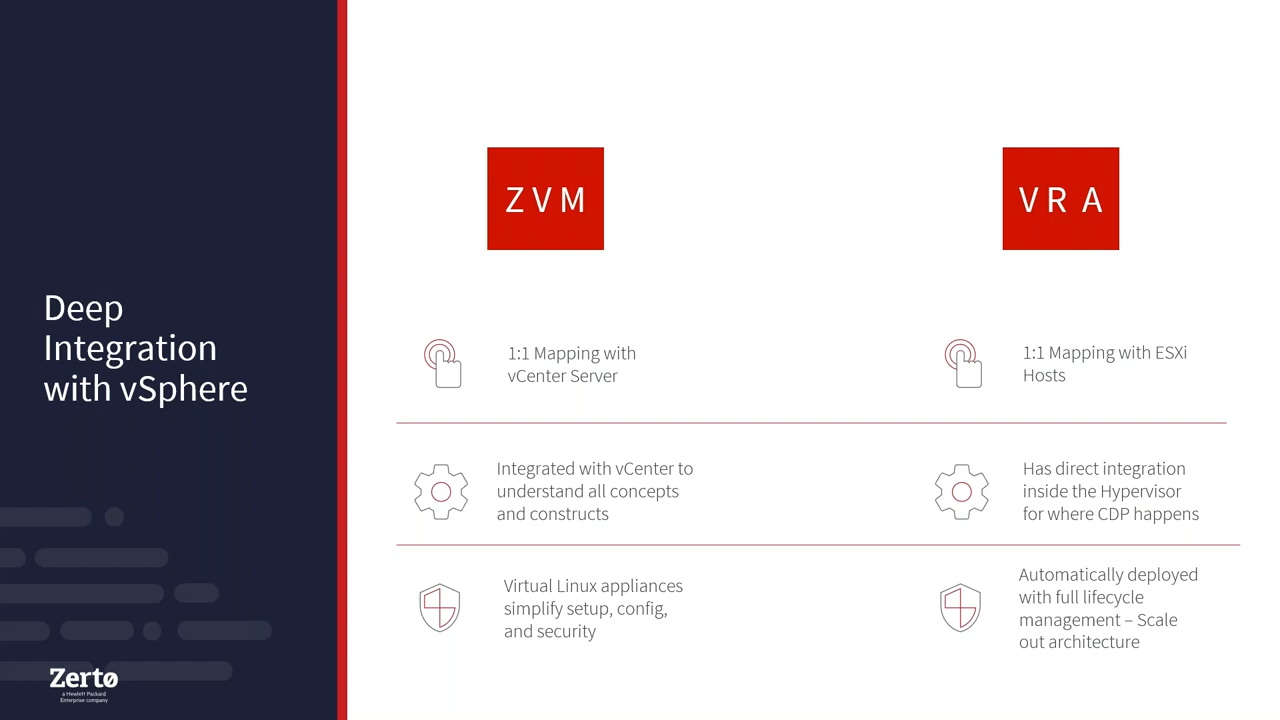 Deep
Integration
with vSphere
Zertø
a Hewlett Packard
Enterprise company
ZVM
1:1 Mapping with
vCenter Server
Integrated with vCenter to
understand all concepts
and constructs
Virtual Linux appliances
simplify setup, config,
and security
VRA
1:1 Mapping with ESXi
Hosts
Has direct integration
inside the Hypervisor
for where CDP happens
Automatically deployed
with full lifecycle
management – Scale
out architecture